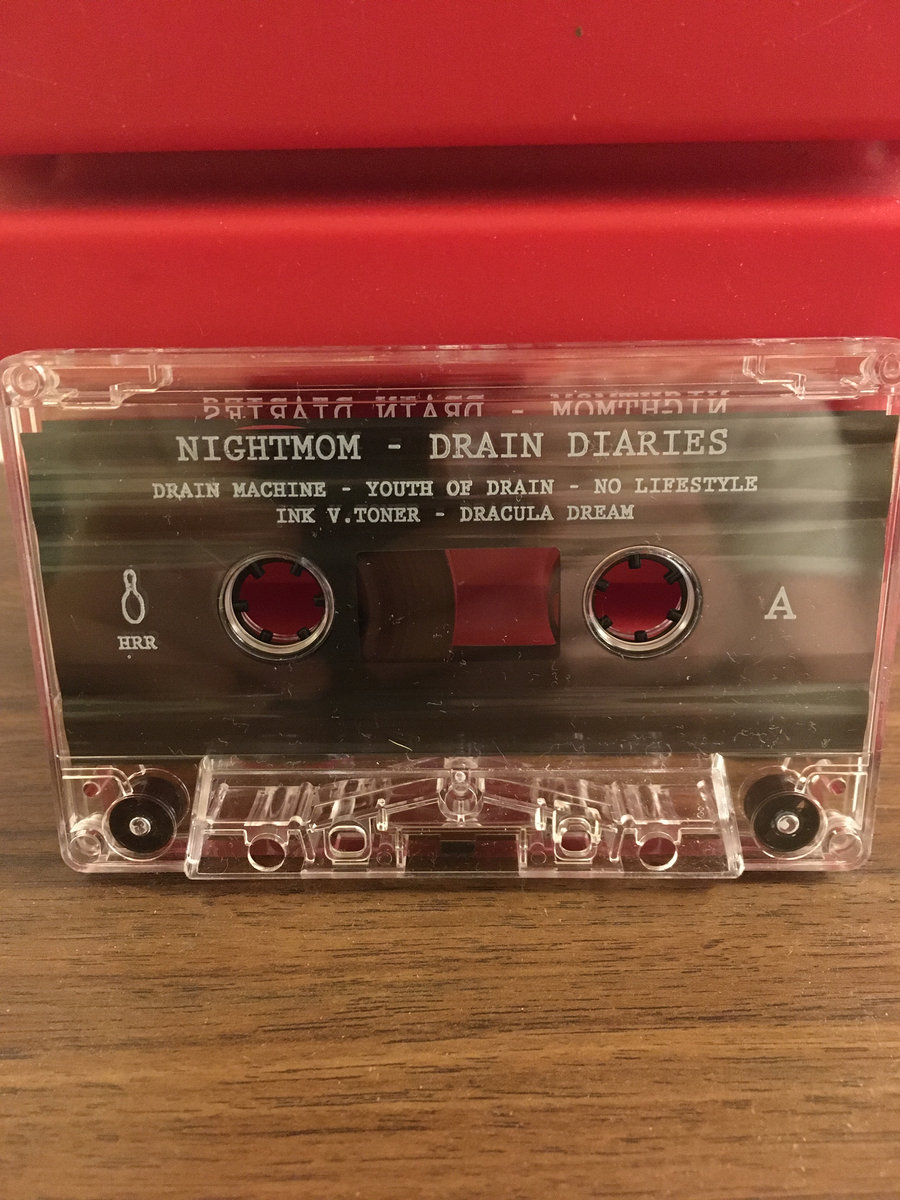 NIGHTMOM - DRAIN DIARIES
DRAIN MACHINE - YOUTH OF DRAIN - NO LIFESTYLE
INK V.TONER - DRACULA DREAM
HRR
A